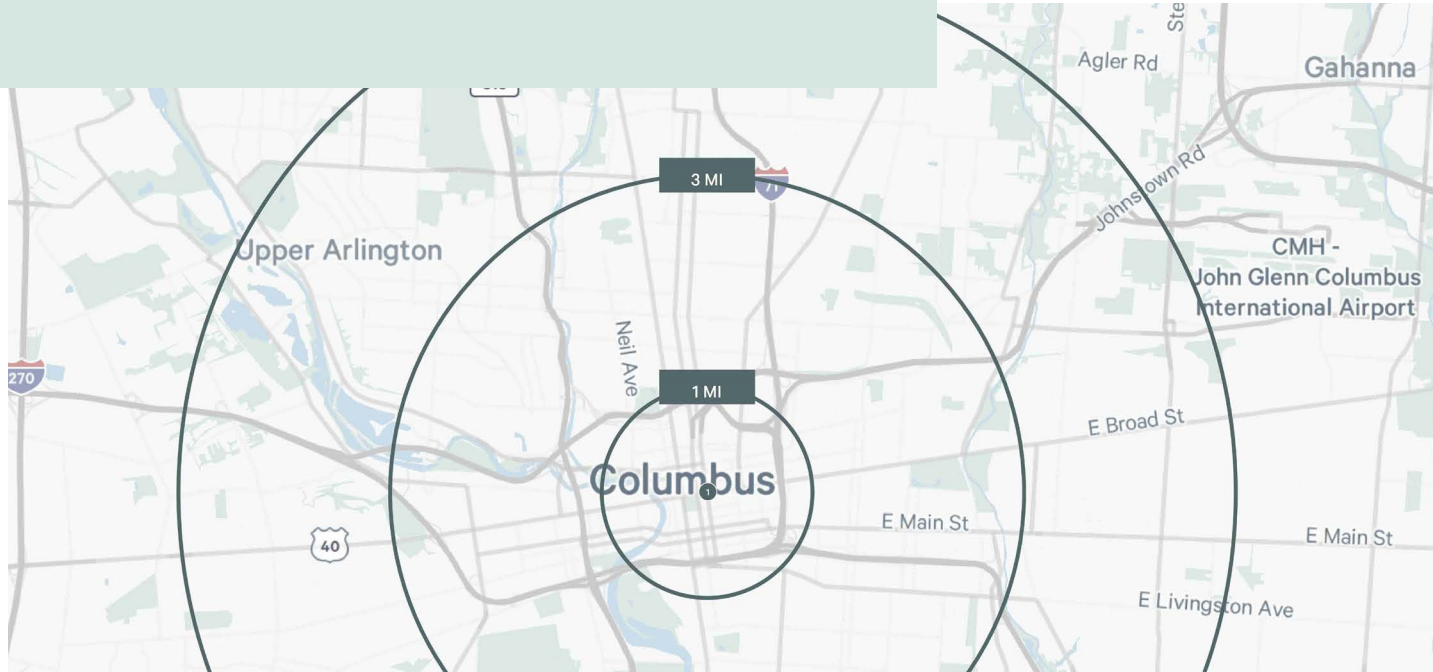 Ste
Agler Rd
Gahanna
Johnstown Rd
3 MI
71
Upper Arlington
CMH -
John Glenn Columbus
International Airport
Neil Ave
270
1 MI
E Broad St
Columbus
1
E Main St
40
E Main St
E Livingston Ave